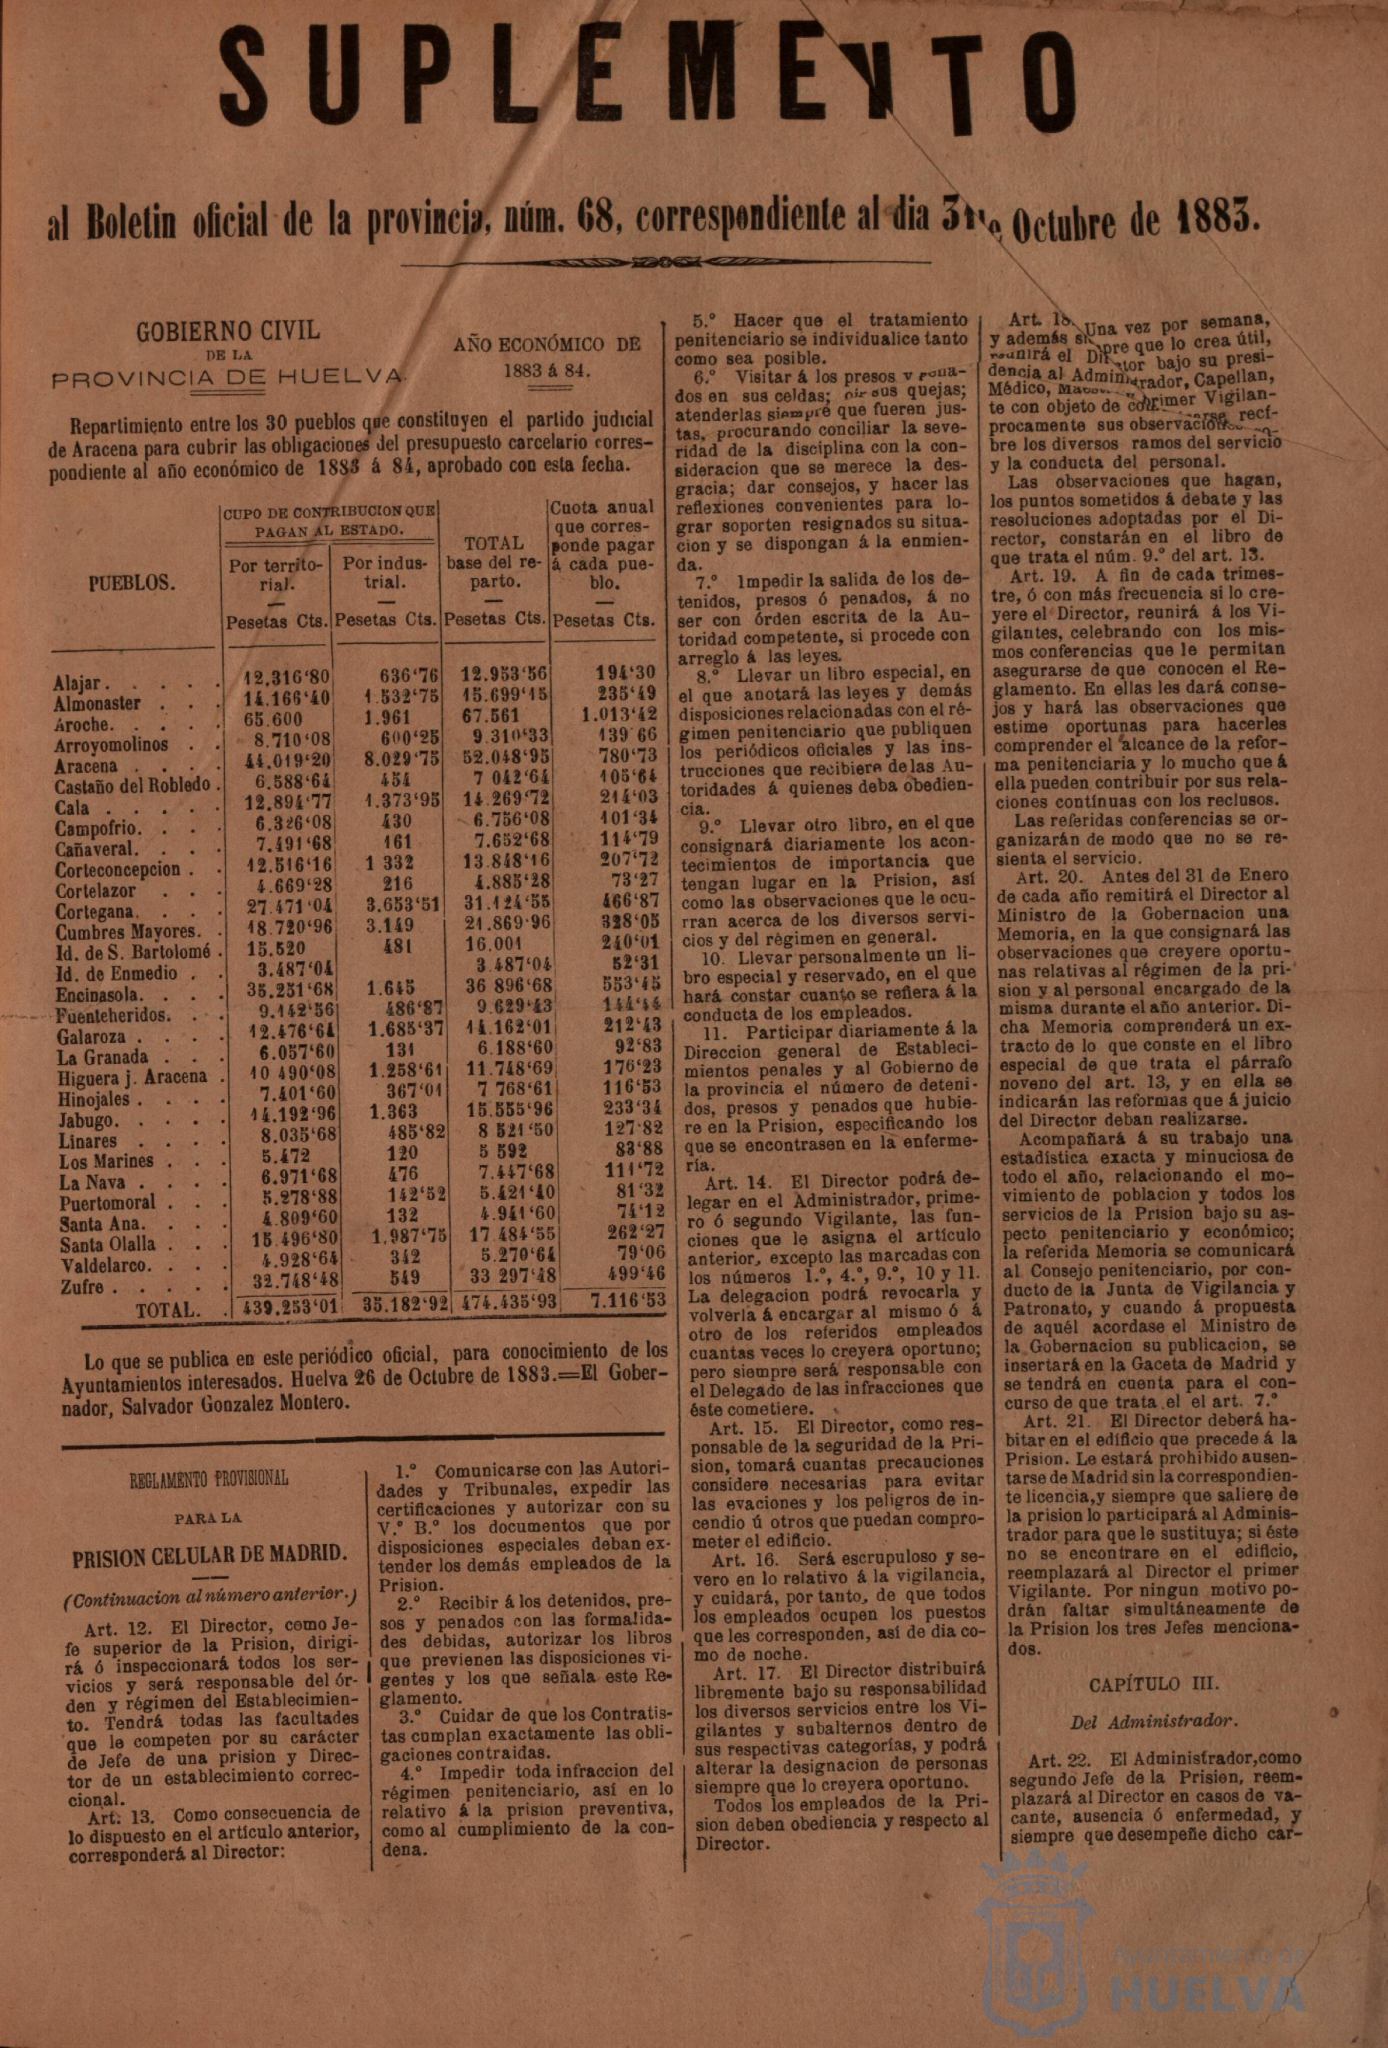 SUPLEMENTO
al Boletin oficial de la provincia, núm. 68, correspondiente al dia 31 de Octubre de 1883.
GOBIERNO CIVIL
DE LA
PROVINCIA DE HUELVA.
AÑO ECONÓMICO DE
1883 á 84.
Repartimiento entre los 30 pueblos que constituyen el partido judicial
de Aracena para cubrir las obligaciones del presupuesto carcelario corres-
pondiente al año económico de 1883 á 84, aprobado con esta fecha.
PUEBLOS.
CUPO DE CONTRIBUCION QUE
PAGAN AL ESTADO.
Por territo-
rial.
Por indus-
trial.
TOTAL
base del re-
parto.
Cuota anual
que corres-
ponde pagar
á cada pue-
blo.
Pesetas Cts. Pesetas Cts. Pesetas Cts. Pesetas Cts.
Alajar. . . . . . 12.316‘80 636‘76 12.953‘56 194‘30
Almonaster . . . 14.166‘40 1.532‘75 15.699‘15 235‘49
Aroche. . . . . 65.600 1.961 67.561 1.013‘42
Arroyomolinos . . 8.710‘08 600‘25 9.310‘33 139 66
Aracena . . . . 44.019‘20 8.029‘75 52.048‘95 780‘73
Castaño del Robledo . 6.588‘64 454 7 042‘64 105‘64
Cala . . . . . 12.894‘77 1.373‘95 14.269‘72 214‘03
Campofrio. . . . 6.326‘08 430 6.756‘08 101‘34
Cañaveral. . . . 7.491‘68 161 7.652‘68 114‘79
Corteconcepcion . . 12.516‘16 1 332 13.848‘16 207‘72
Cortelazor . . . 4.669‘28 216 4.885‘28 73‘27
Cortegana. . . . 27.471‘04 3.653‘51 31.124‘55 466‘87
Cumbres Mayores. . 18.720‘96 3.149 21.869‘96 328‘05
Id. de S. Bartolomé . 15.520 481 16.001 240‘01
Id. de Enmedio . . 3.487‘04 3.487‘04 52‘31
Encinasola. . . . 35.251‘68 1.645 36 896‘68 553‘45
Fuenteheridos. . . 9.142‘56 486‘87 9.629‘43 144‘44
Galaroza . . . . 12.476‘64 1.685‘37 14.162‘01 212‘43
La Granada . . . 6.057‘60 131 6.188‘60 92‘83
Higuera j. Aracena . 10 490‘08 1.258‘61 11.748‘69 176‘23
Hinojales . . . . 7.401‘60 367‘01 7 768‘61 116‘53
Jabugo. . . . . 14.192‘96 1.363 15.555‘96 233‘34
Linares . . . . 8.035‘68 485‘82 8 521‘50 127‘82
Los Marines . . . 5.472 120 5 592 83‘88
La Nava . . . . 6.971‘68 476 7.447‘68 111‘72
Puertomoral . . . 5.278‘88 142‘52 5.421‘40 81‘32
Santa Ana. . . . 4.809‘60 132 4.941‘60 74‘12
Santa Olalla . . . 15.496‘80 1.987‘75 17.484‘55 262‘27
Valdelarco. . . . 4.928‘64 342 5.270‘64 79‘06
Zufre . . . . . 32.748‘48 549 33 297‘48 499‘46
TOTAL. . 439.253‘01 35.182‘92 474.435‘93 7.116‘53
Lo que se publica en este periódico oficial, para conocimiento de los
Ayuntamientos interesados. Huelva 26 de Octubre de 1883.=El Gober-
nador, Salvador Gonzalez Montero.
REGLAMENTO PROVISIONAL
PARA LA
PRISION CELULAR DE MADRID.
(Continuacion al número anterior.)
Art. 12. El Director, como Je-
fe superior de la Prision, dirigi-
rá ó inspeccionará todos los ser-
vicios y será responsable del ór-
den y régimen del Establecimien-
to. Tendrá todas las facultades
que le competen por su carácter
de Jefe de una prision y Direc-
tor de un establecimiento correc-
cional.
Art. 13. Como consecuencia de
lo dispuesto en el artículo anterior,
corresponderá al Director:
1.º Comunicarse con las Autori-
dades y Tribunales, expedir las
certificaciones y autorizar con su
V.º B.º los documentos que por
disposiciones especiales deban ex-
tender los demás empleados de la
Prision.
2.º Recibir á los detenidos, pre-
sos y penados con las formalida-
des debidas, autorizar los libros
que previenen las disposiciones vi-
gentes y los que señala este Re-
glamento.
3.º Cuidar de que los Contratis-
tas cumplan exactamente las obli-
gaciones contraidas.
4.º Impedir toda infraccion del
régimen penitenciario, así en lo
relativo á la prision preventiva,
como al cumplimiento de la con-
dena.
5.º Hacer que el tratamiento
penitenciario se individualice tanto
como sea posible.
6.º Visitar á los presos y pena-
dos en sus celdas; oir sus quejas;
atenderlas siempre que fueren jus-
tas, procurando conciliar la seve-
ridad de la disciplina con la con-
sideracion que se merece la des-
gracia; dar consejos, y hacer las
reflexiones convenientes para lo-
grar soporten resignados su situa-
cion y se dispongan á la enmien-
da.
7.º Impedir la salida de los de-
tenidos, presos ó penados, á no
ser con órden escrita de la Au-
toridad competente, si procede con
arreglo á las leyes.
8.º Llevar un libro especial, en
el que anotará las leyes y demás
disposiciones relacionadas con el ré-
gimen penitenciario que publiquen
los periódicos oficiales y las ins-
trucciones que recibiere de las Au-
toridades á quienes deba obedien-
cia.
9.º Llevar otro libro, en el que
consignará diariamente los acon-
tecimientos de importancia que
tengan lugar en la Prision, así
como las observaciones que le ocu-
rran acerca de los diversos servi-
cios y del régimen en general.
10. Llevar personalmente un li-
bro especial y reservado, en el que
hará constar cuanto se refiera á la
conducta de los empleados.
11. Participar diariamente á la
Direccion general de Estableci-
mientos penales y al Gobierno de
la provincia el número de deteni-
dos, presos y penados que hubie-
re en la Prision, especificando los
que se encontrasen en la enferme-
ría.
Art. 14. El Director podrá de-
legar en el Administrador, prime-
ro ó segundo Vigilante, las fun-
ciones que le asigna el artículo
anterior, excepto las marcadas con
los números 1.º, 4.º, 9.º, 10 y 11.
La delegacion podrá revocarla y
volverla á encargar al mismo ó á
otro de los referidos empleados
cuantas veces lo creyera oportuno;
pero siempre será responsable con
el Delegado de las infracciones que
éste cometiere.
Art. 15. El Director, como res-
ponsable de la seguridad de la Pri-
sion, tomará cuantas precauciones
considere necesarias para evitar
las evaciones y los peligros de in-
cendio ú otros que puedan compro-
meter el edificio.
Art. 16. Será escrupuloso y se-
vero en lo relativo á la vigilancia,
y cuidará, por tanto, de que todos
los empleados ocupen los puestos
que les corresponden, así de dia co-
mo de noche.
Art. 17. El Director distribuirá
libremente bajo su responsabilidad
los diversos servicios entre los Vi-
gilantes y subalternos dentro de
sus respectivas categorías, y podrá
alterar la designacion de personas
siempre que lo creyera oportuno.
Todos los empleados de la Pri-
sion deben obediencia y respecto al
Director.
Art. 18. Una vez por semana,
y además siempre que lo crea útil,
reunirá el Director bajo su presi-
dencia al Administrador, Capellan,
Médico, primer Vigilan-
te con objeto de recí-
procamente sus observaciones
bre los diversos ramos del servicio
y la conducta del personal.
Las observaciones que hagan,
los puntos sometidos á debate y las
resoluciones adoptadas por el Di-
rector, constarán en el libro de
que trata el núm. 9.º del art. 13.
Art. 19. A fin de cada trimes-
tre, ó con más frecuencia si lo cre-
yere el Director, reunirá á los Vi-
gilantes, celebrando con los mis-
mos conferencias que le permitan
asegurarse de que conocen el Re-
glamento. En ellas les dará conse-
jos y hará las observaciones que
estime oportunas para hacerles
comprender el alcance de la refor-
ma penitenciaria y lo mucho que á
ella pueden contribuir por sus rela-
ciones contínuas con los reclusos.
Las referidas conferencias se or-
ganizarán de modo que no se re-
sienta el servicio.
Art. 20. Antes del 31 de Enero
de cada año remitirá el Director al
Ministro de la Gobernacion una
Memoria, en la que consignará las
observaciones que creyere oportu-
nas relativas al régimen de la pri-
sion y al personal encargado de la
misma durante el año anterior. Di-
cha Memoria comprenderá un ex-
tracto de lo que conste en el libro
especial de que trata el párrafo
noveno del art. 13, y en ella se
indicarán las reformas que á juicio
del Director deban realizarse.
Acompañará á su trabajo una
estadística exacta y minuciosa de
todo el año, relacionando el mo-
vimiento de poblacion y todos los
servicios de la Prision bajo su as-
pecto penitenciario y económico;
la referida Memoria se comunicará
al Consejo penitenciario, por con-
ducto de la Junta de Vigilancia y
Patronato, y cuando á propuesta
de aquél acordase el Ministro de
la Gobernacion su publicacion, se
insertará en la Gaceta de Madrid y
se tendrá en cuenta para el con-
curso de que trata el el art. 7.º
Art. 21. El Director deberá ha-
bitar en el edificio que precede á la
Prision. Le estará prohibido ausen-
tarse de Madrid sin la correspondien-
te licencia,y siempre que saliere de
la prision lo participará al Adminis-
trador para que le sustituya; si éste
no se encontrare en el edificio,
reemplazará al Director el primer
Vigilante. Por ningun motivo po-
drán faltar simultáneamente de
la Prision los tres Jefes menciona-
dos.
CAPÍTULO III.
Del Administrador.
Art. 22. El Administrador,como
segundo Jefe de la Prision, reem-
plazará al Director en casos de va-
cante, ausencia ó enfermedad, y
siempre que desempeñe dicho car-
Ayuntamiento de
HUELVA